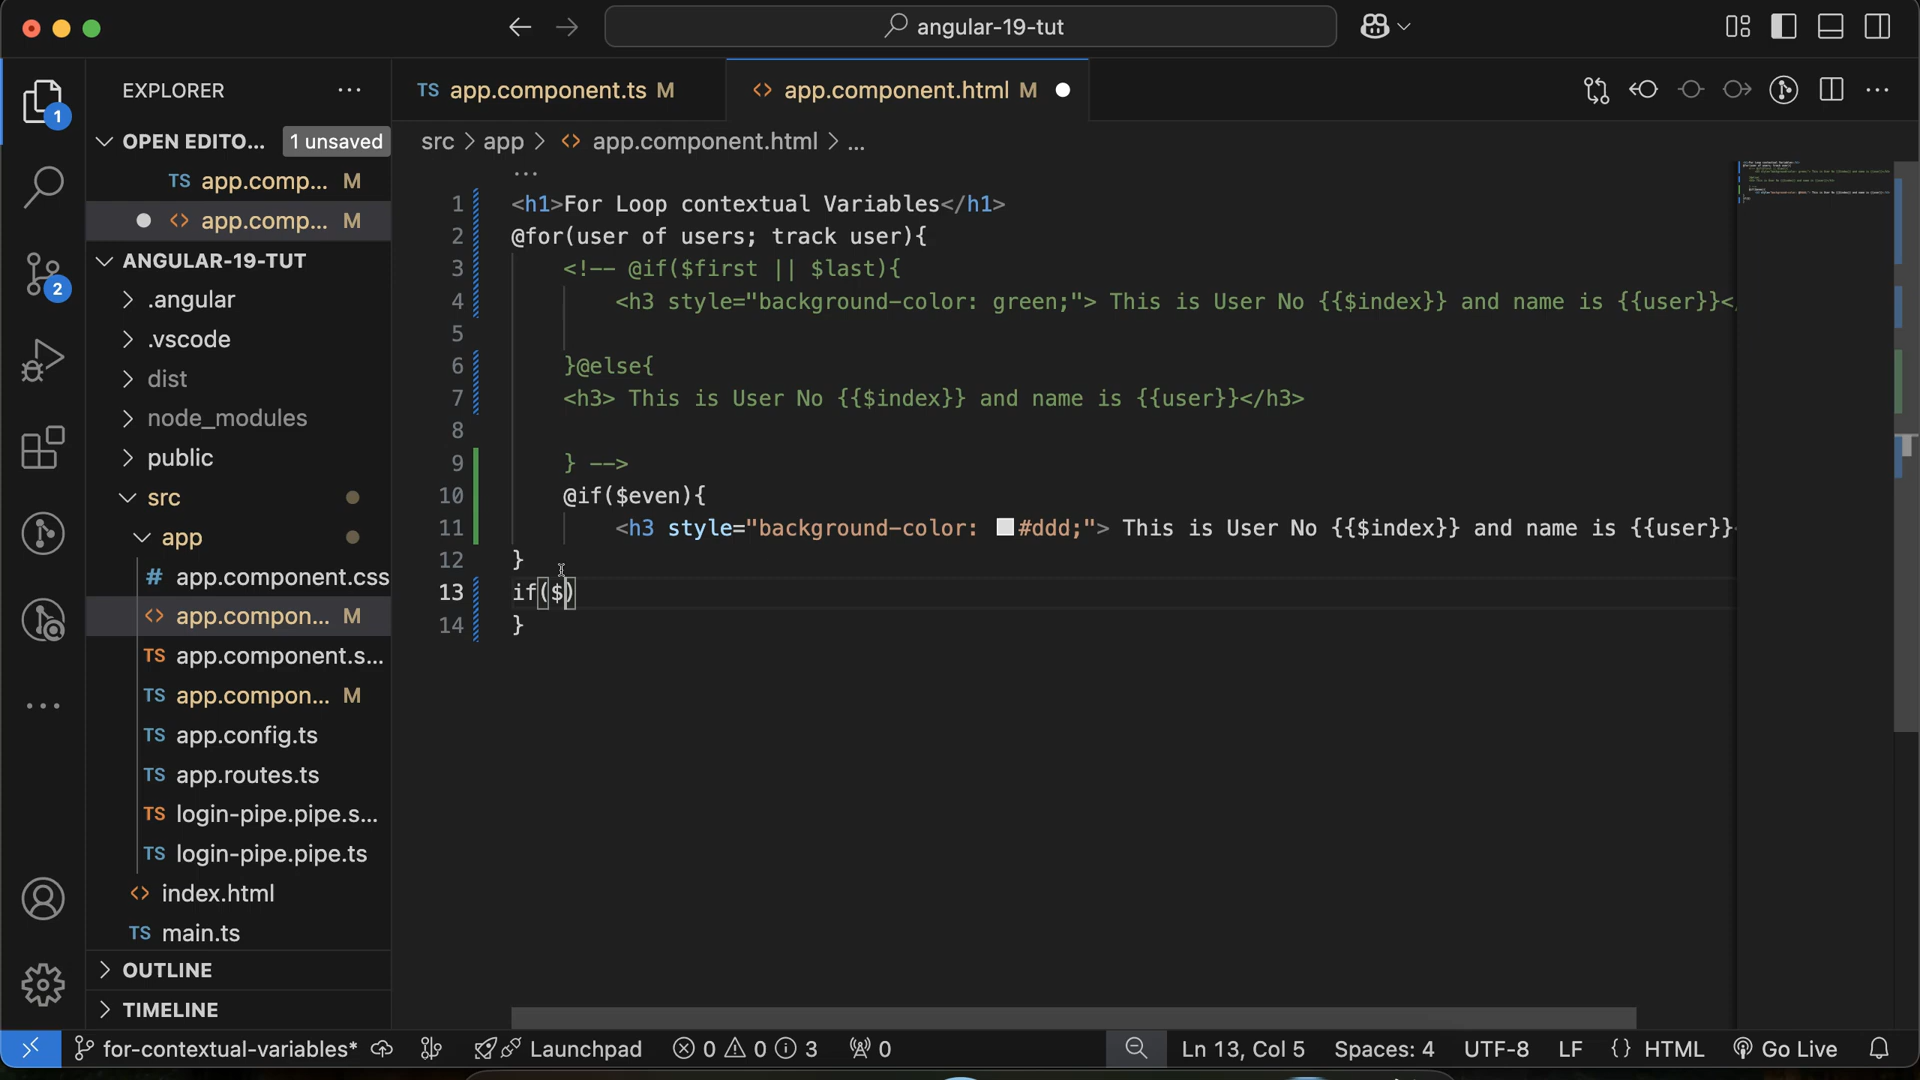 angular-19-tut
EXPLORER
OPEN EDITO... 1 unsaved
TS app.comp... M
<> app.comp... M
ANGULAR-19-TUT
.angular
.vscode
dist
node_modules
public
src
app
# app.component.css
<> app.compon... M
TS app.component.s...
TS app.compon... M
TS app.config.ts
TS app.routes.ts
TS login-pipe.pipe.s...
TS login-pipe.pipe.ts
<> index.html
TS main.ts
OUTLINE
TIMELINE
1
2
TS app.component.ts M
<> app.component.html M
src > app > <> app.component.html > ...
...
1 <h1>For Loop contextual Variables</h1>
2 @for(user of users; track user){
3 <!-- @if($first || $last){
4 <h3 style="background-color: green;"> This is User No {{$index}} and name is {{user}}</
5
6 }@else{
7 <h3> This is User No {{$index}} and name is {{user}}</h3>
8
9 } -->
10 @if($even){
11 <h3 style="background-color: #ddd;"> This is User No {{$index}} and name is {{user}}
12 }
13 if($)
14 }
for-contextual-variables* Launchpad 0 0 3 0 Ln 13, Col 5 Spaces: 4 UTF-8 LF {} HTML Go Live